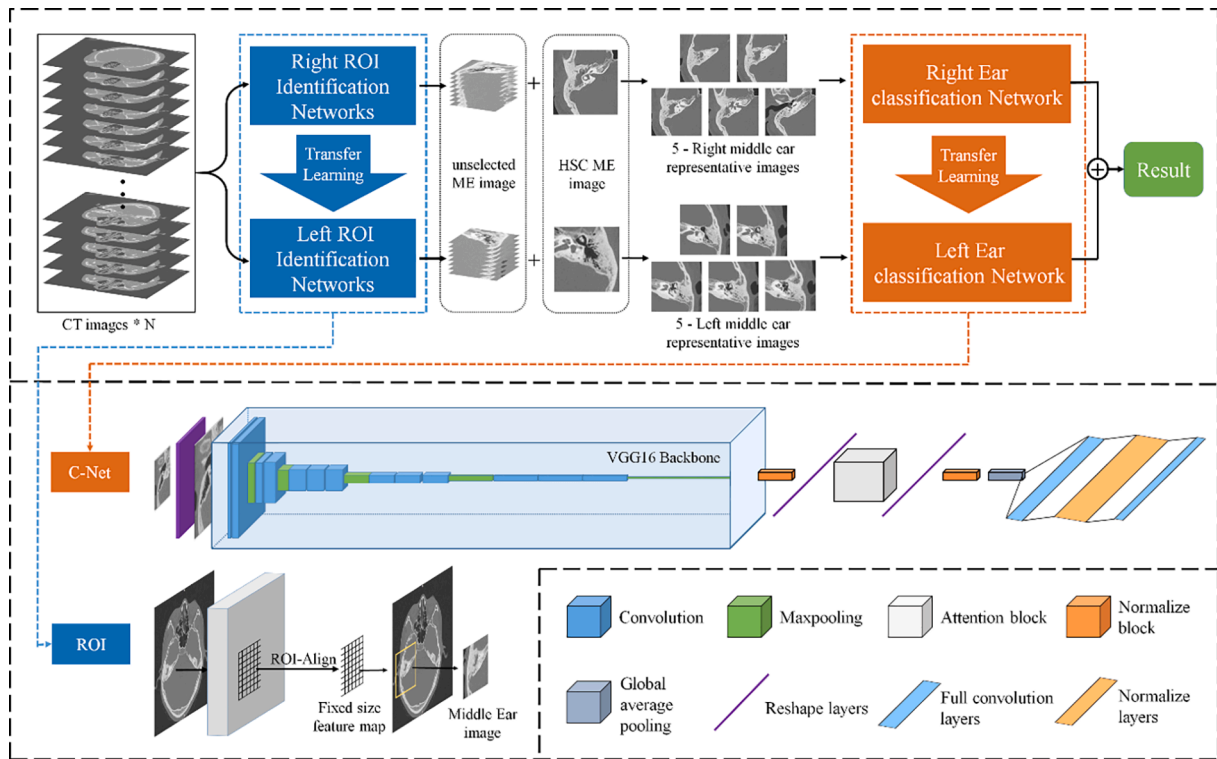 Right ROI
Identification
Networks
Transfer
Learning
Left ROI
Identification
Networks
CT images * N
unselected
ME image
+
+
HSC ME
image
5 - Right middle ear
representative images
5 - Left middle ear
representative images
Right Ear
classification Network
Transfer
Learning
Left Ear
classification Network
+
Result
C-Net
VGG16 Backbone
ROI
ROI-Align
Fixed size
feature map
Middle Ear
image
Convolution
Maxpooling
Attention block
Normalize
block
Global
average
pooling
Reshape layers
Full convolution
layers
Normalize
layers